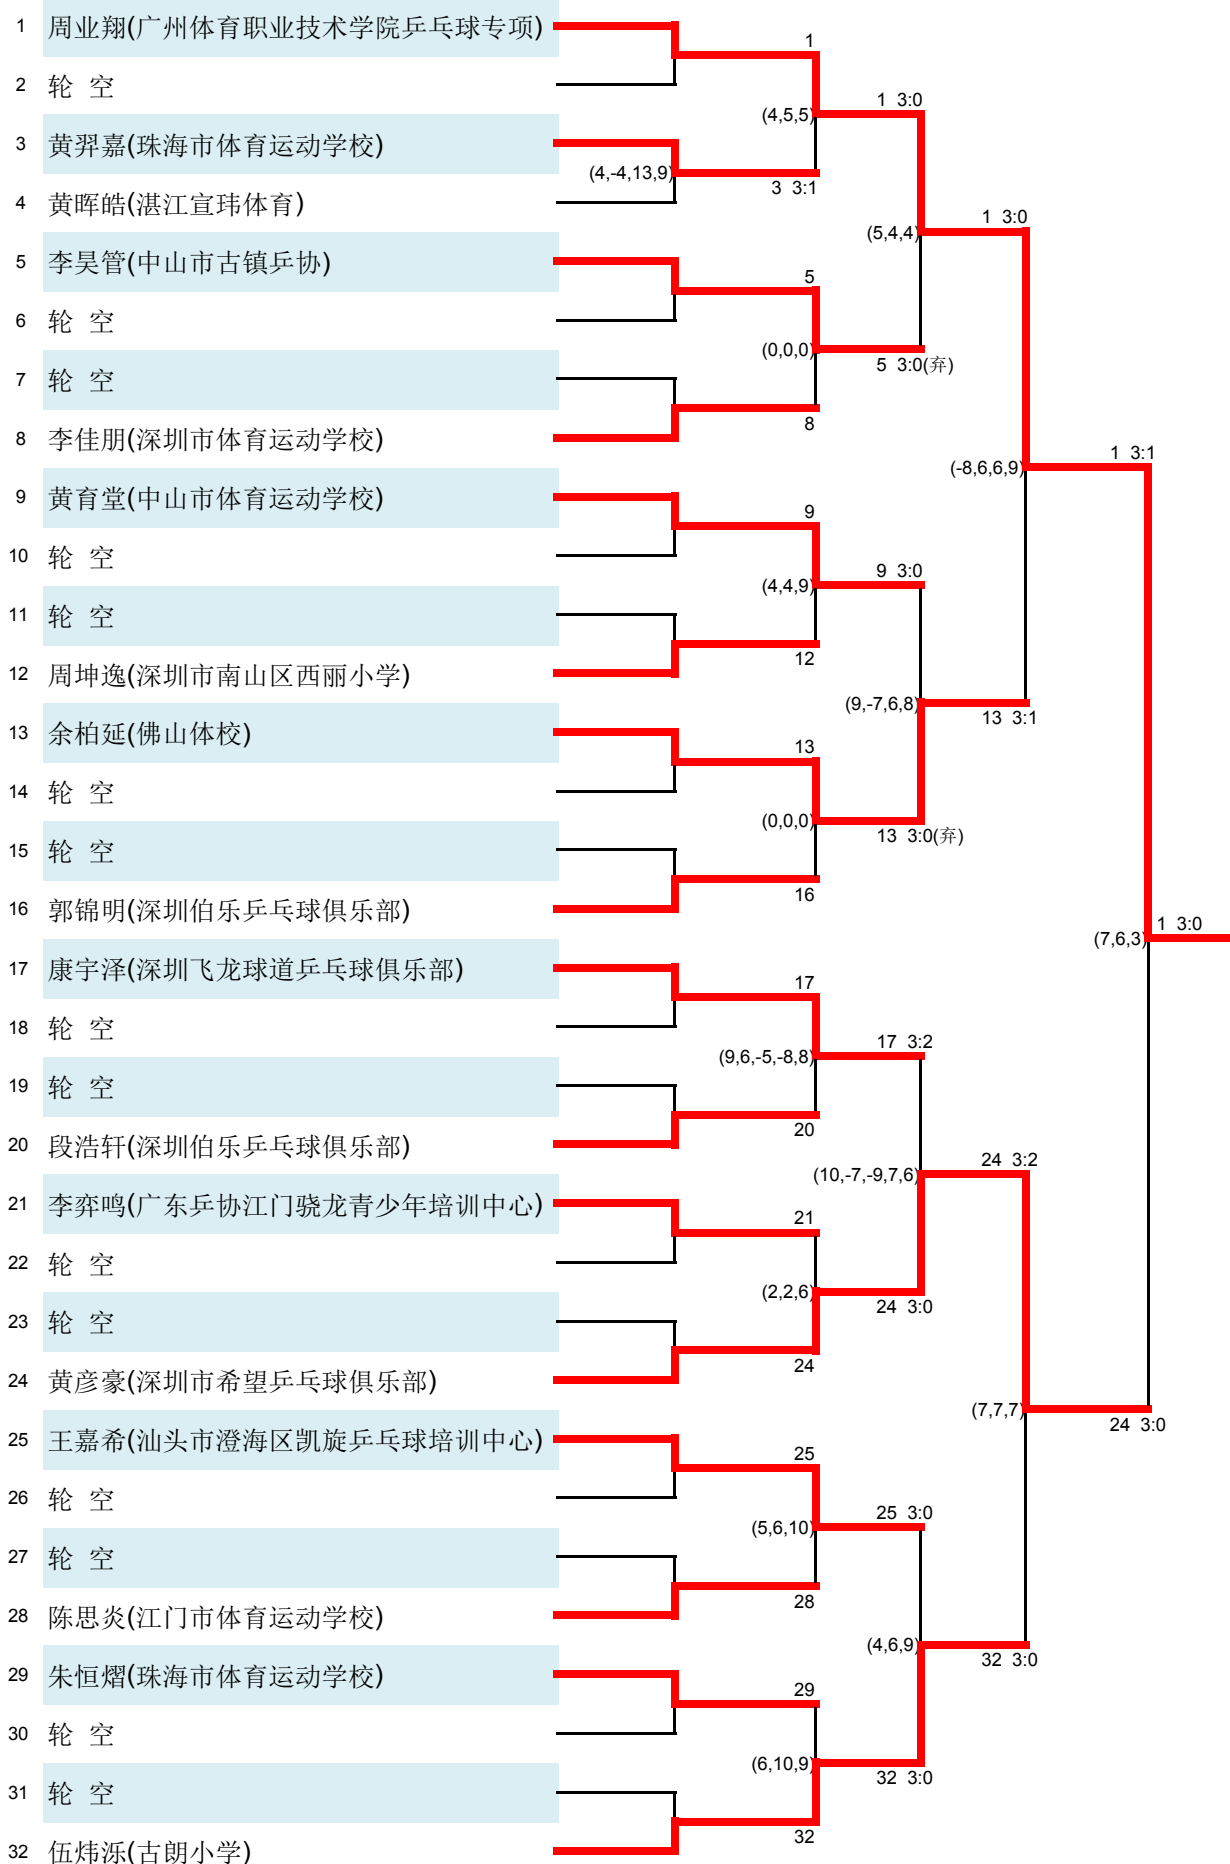 1 周业翔(广州体育职业技术学院乒乓球专项)
1
2 轮 空
1 3:0
(4,5,5)
3 黄羿嘉(珠海市体育运动学校)
(4,-4,13,9)
3 3:1
4 黄晖皓(湛江宣玮体育)
1 3:0
(5,4,4)
5 李昊管(中山市古镇乒协)
5
6 轮 空
(0,0,0)
5 3:0(弃)
7 轮 空
8
8 李佳朋(深圳市体育运动学校)
1 3:1
(-8,6,6,9)
9 黄育堂(中山市体育运动学校)
9
10 轮 空
9 3:0
(4,4,9)
11 轮 空
12
12 周坤逸(深圳市南山区西丽小学)
(9,-7,6,8)
13 3:1
13 余柏延(佛山体校)
13
14 轮 空
(0,0,0)
13 3:0(弃)
15 轮 空
16
16 郭锦明(深圳伯乐乒乓球俱乐部)
1 3:0
(7,6,3)
17 康宇泽(深圳飞龙球道乒乓球俱乐部)
17
18 轮 空
17 3:2
(9,6,-5,-8,8)
19 轮 空
20
20 段浩轩(深圳伯乐乒乓球俱乐部)
24 3:2
(10,-7,-9,7,6)
21 李弈鸣(广东乒协江门骁龙青少年培训中心)
21
22 轮 空
(2,2,6)
24 3:0
23 轮 空
24
24 黄彦豪(深圳市希望乒乓球俱乐部)
(7,7,7)
24 3:0
25 王嘉希(汕头市澄海区凯旋乒乓球培训中心)
25
26 轮 空
25 3:0
(5,6,10)
27 轮 空
28
28 陈思炎(江门市体育运动学校)
(4,6,9)
32 3:0
29 朱恒熠(珠海市体育运动学校)
29
30 轮 空
(6,10,9)
32 3:0
31 轮 空
32
32 伍炜泺(古朗小学)